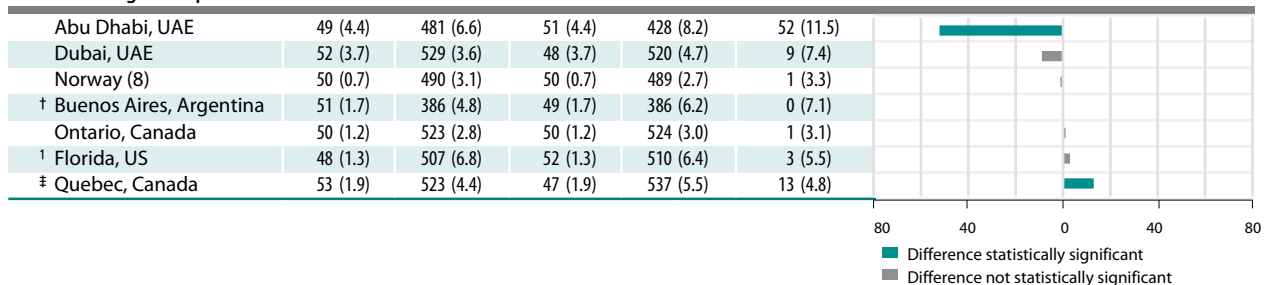 Abu Dhabi, UAE 49 (4.4) 481 (6.6) 51 (4.4) 428 (8.2) 52 (11.5)
Dubai, UAE 52 (3.7) 529 (3.6) 48 (3.7) 520 (4.7) 9 (7.4)
Norway (8) 50 (0.7) 490 (3.1) 50 (0.7) 489 (2.7) 1 (3.3)
† Buenos Aires, Argentina 51 (1.7) 386 (4.8) 49 (1.7) 386 (6.2) 0 (7.1)
Ontario, Canada 50 (1.2) 523 (2.8) 50 (1.2) 524 (3.0) 1 (3.1)
1 Florida, US 48 (1.3) 507 (6.8) 52 (1.3) 510 (6.4) 3 (5.5)
‡ Quebec, Canada 53 (1.9) 523 (4.4) 47 (1.9) 537 (5.5) 13 (4.8)
80 40 0 40 80
Difference statistically significant
Difference not statistically significant